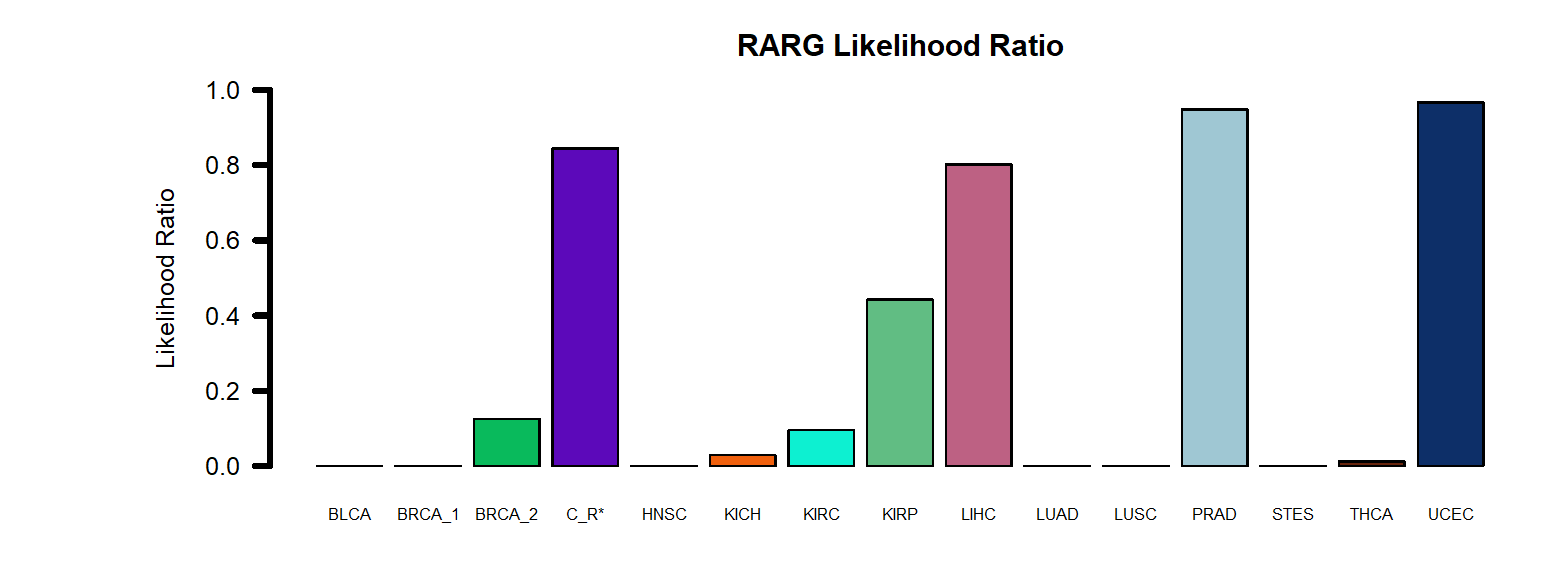 RARG Likelihood Ratio
Likelihood Ratio
1.0
0.8
0.6
0.4
0.2
0.0
BLCA BRCA_1 BRCA_2 C_R* HNSC KICH KIRC KIRP LIHC LUAD LUSC PRAD STES THCA UCEC